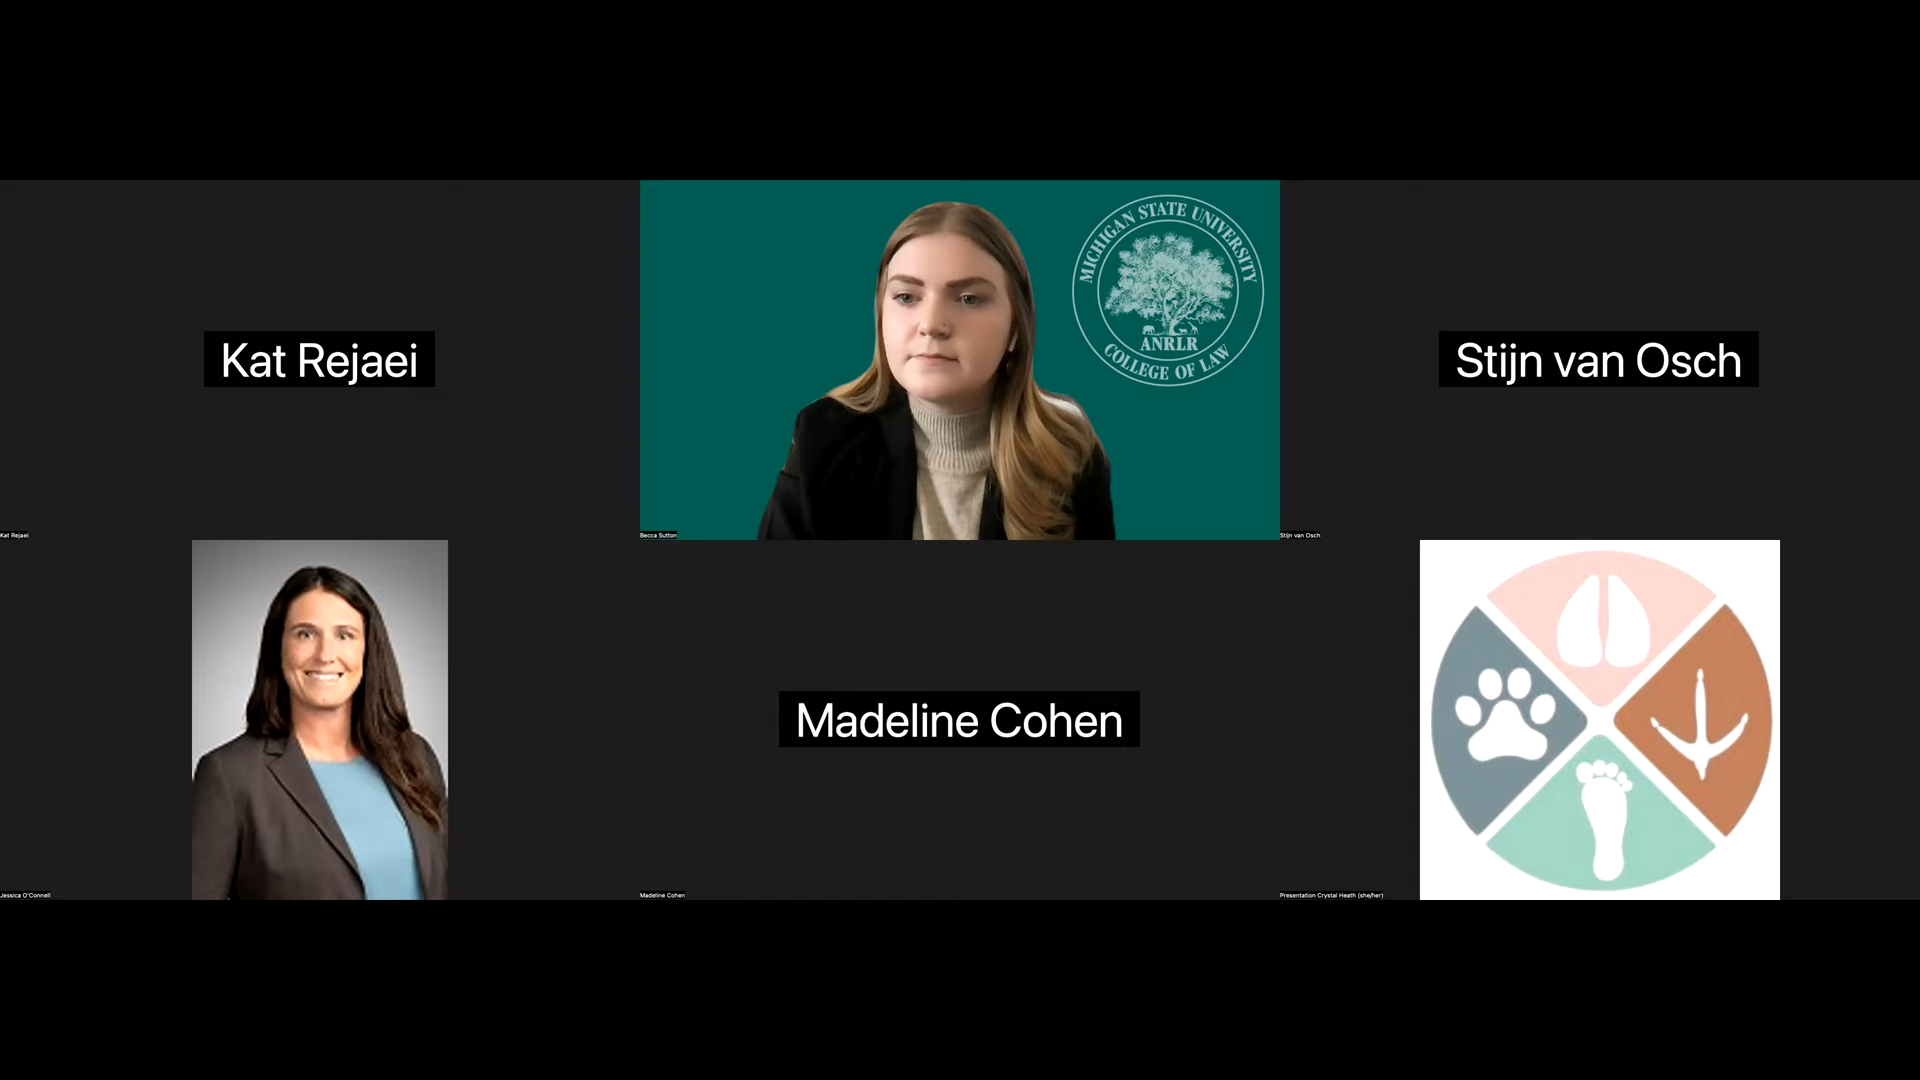 Kat Rejaei
MICHIGAN STATE UNIVERSITY
ANRLR
COLLEGE OF LAW
Stijn van Osch
Kat Rejaei
Becca Sutton
Stijn van Osch
Madeline Cohen
Jessica O'Connell
Madeline Cohen
Presentation Crystal Heath (she/her)